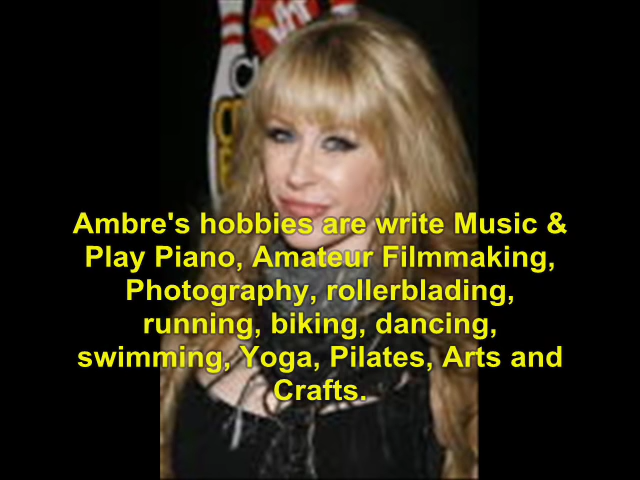 Ambre's hobbies are write Music &
Play Piano, Amateur Filmmaking,
Photography, rollerblading,
running, biking, dancing,
swimming, Yoga, Pilates, Arts and
Crafts.